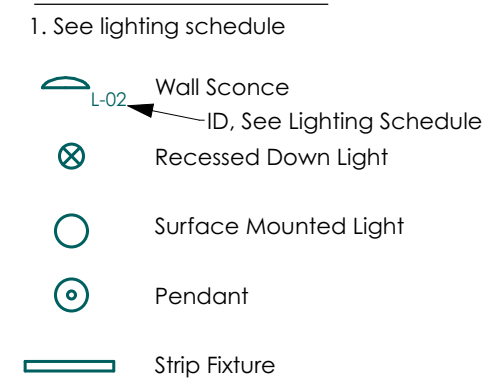 1. See lighting schedule
Wall Sconce
L-02
ID, See Lighting Schedule
Recessed Down Light
Surface Mounted Light
Pendant
Strip Fixture